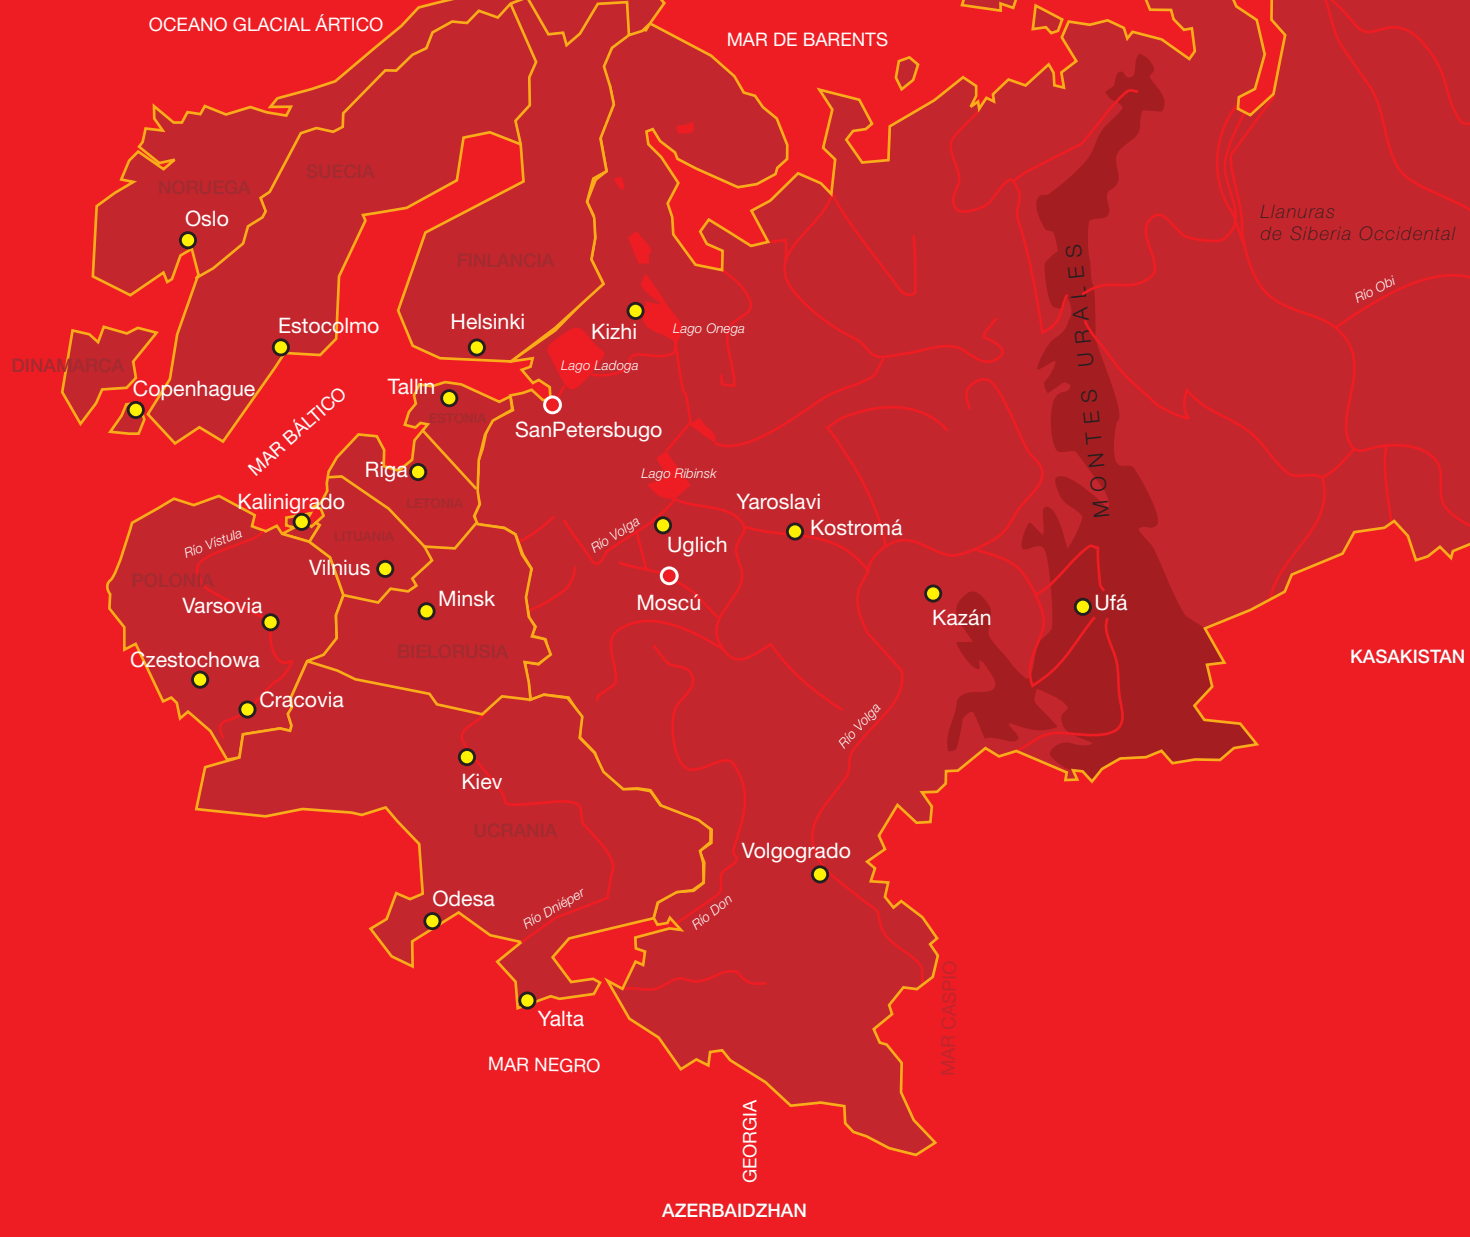 OCEANO GLACIAL ÁRTICO
MAR DE BARENTS
SUECIA
NORUEGA
Oslo
Llanuras
de Siberia Occidental
FINLANCIA
MONTES URALES
Río Obi
Estocolmo
Helsinki
Kizhi
Lago Onega
DINAMARCA
Lago Ladoga
Copenhague
Tallin
ESTONIA
MAR BÁLTICO
SanPetersbugo
Riga
Lago Ribinsk
Kalinigrado
LETONIA
Yaroslavi
Kostromá
Río Vístula
LITUANIA
Río Volga
Uglich
Vilnius
POLONIA
Varsovia
Minsk
Moscú
Kazán
Ufá
Czestochowa
BIELORUSIA
KASAKISTAN
Cracovia
Río Volga
Kiev
UCRANIA
Volgogrado
Odesa
Río Dniéper
Río Don
MAR CASPIO
Yalta
MAR NEGRO
GEORGIA
AZERBAIDZHAN